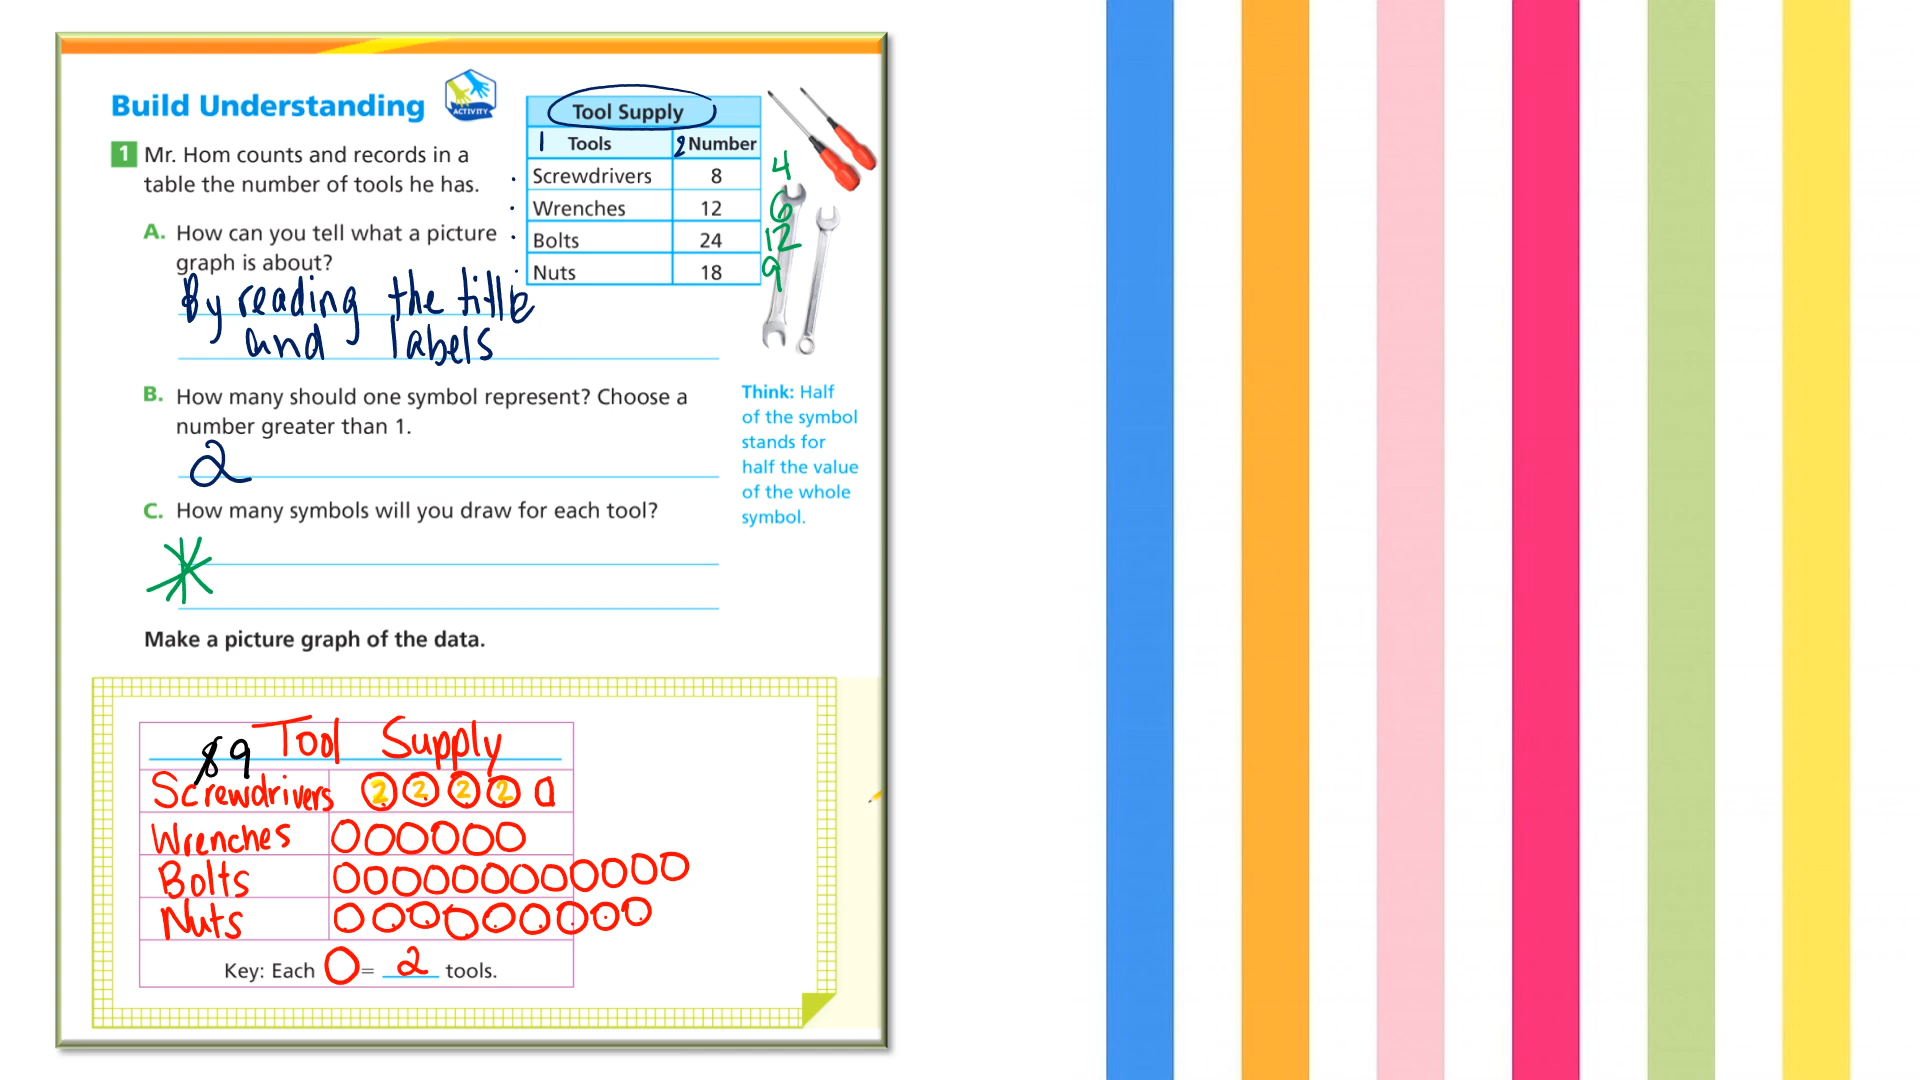 Build Understanding
ACTIVITY
1 Mr. Hom counts and records in a
table the number of tools he has.
Tool Supply
1 Tools 2 Number
Screwdrivers 8 4
Wrenches 12 6
Bolts 24 12
Nuts 18 9
A. How can you tell what a picture
graph is about?
By reading the title
and labels
B. How many should one symbol represent? Choose a
number greater than 1.
2
Think: Half
of the symbol
stands for
half the value
of the whole
symbol.
C. How many symbols will you draw for each tool?
Make a picture graph of the data.
Tool Supply
8 9
Screwdrivers 2 2 2 2
Wrenches
Bolts
Nuts
Key: Each O = 2 tools.